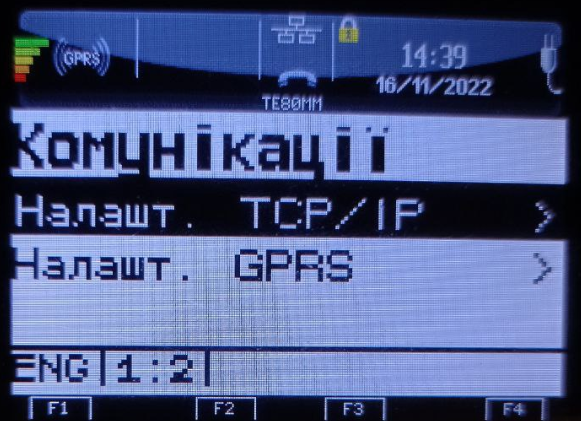 GPRS
14:39
16/11/2022
TE80MM
Комунікації
Налашт. TCP/IP >
Налашт. GPRS >
ENG|1:2|
F1 F2 F3 F4